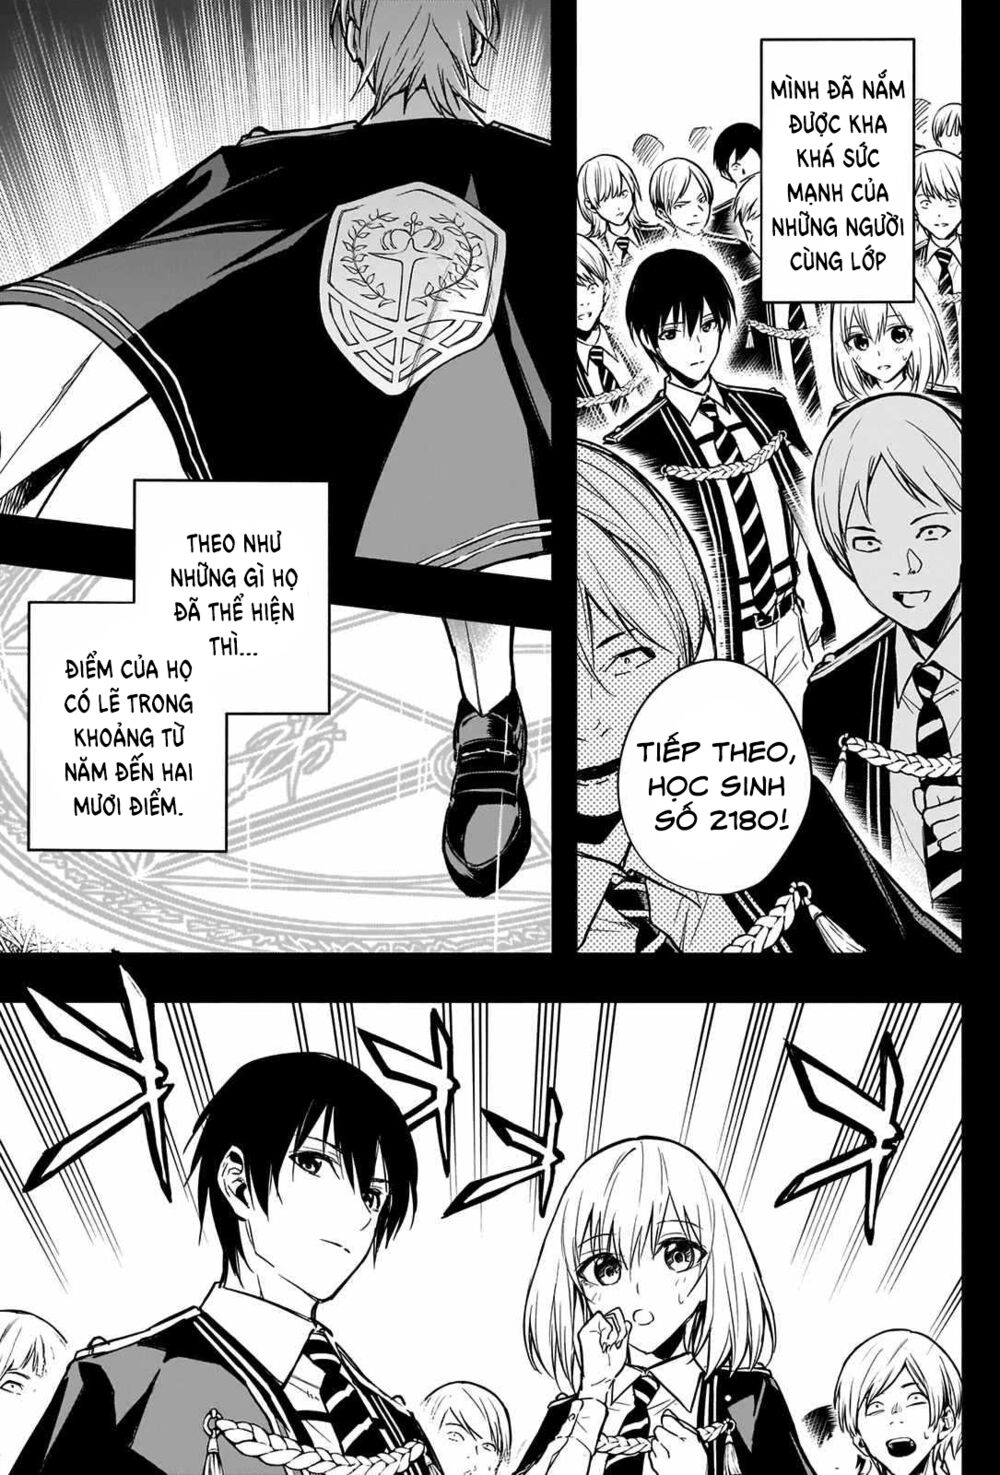 MÌNH ĐÃ NẮM
ĐƯỢC KHA
KHÁ SỨC
MẠNH CỦA
NHỮNG NGƯỜI
CÙNG LỚP
TIẾP THEO,
HỌC SINH
SỐ 2180!
THEO NHƯ
NHỮNG GÌ HỌ
ĐÃ THỂ HIỆN
THÌ...
ĐIỂM CỦA HỌ
CÓ LẼ TRONG
KHOẢNG TỪ
NĂM ĐẾN HAI
MƯƠI ĐIỂM.